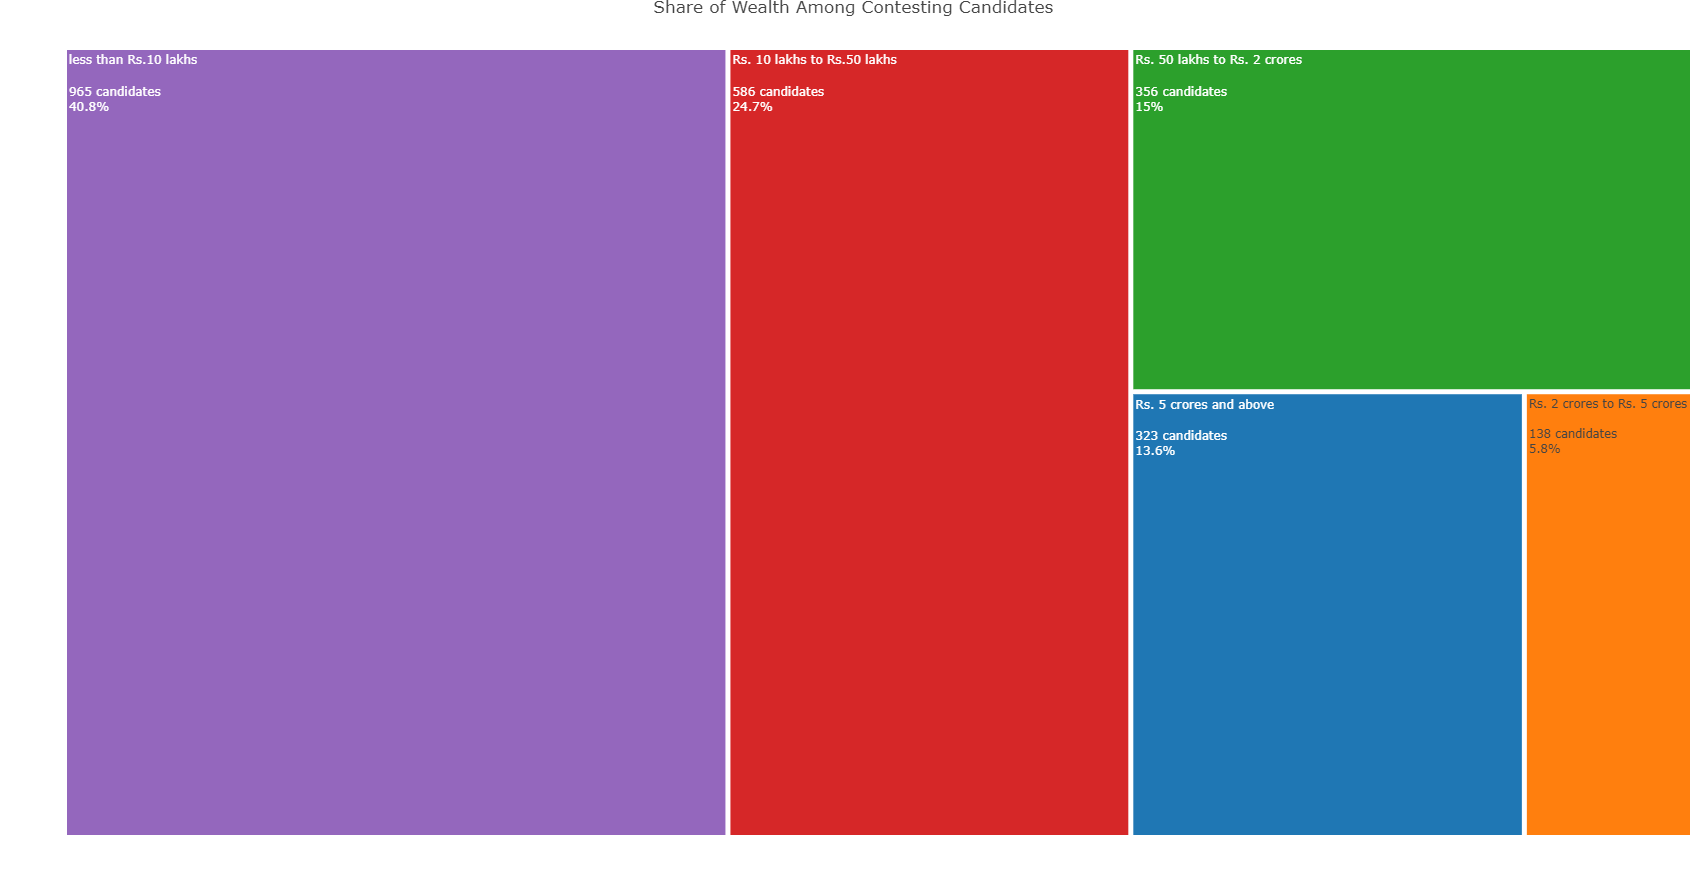 Share of Wealth Among Contesting Candidates
less than Rs.10 lakhs
965 candidates
40.8%
Rs. 10 lakhs to Rs.50 lakhs
586 candidates
24.7%
Rs. 50 lakhs to Rs. 2 crores
356 candidates
15%
Rs. 5 crores and above
323 candidates
13.6%
Rs. 2 crores to Rs. 5 crores
138 candidates
5.8%